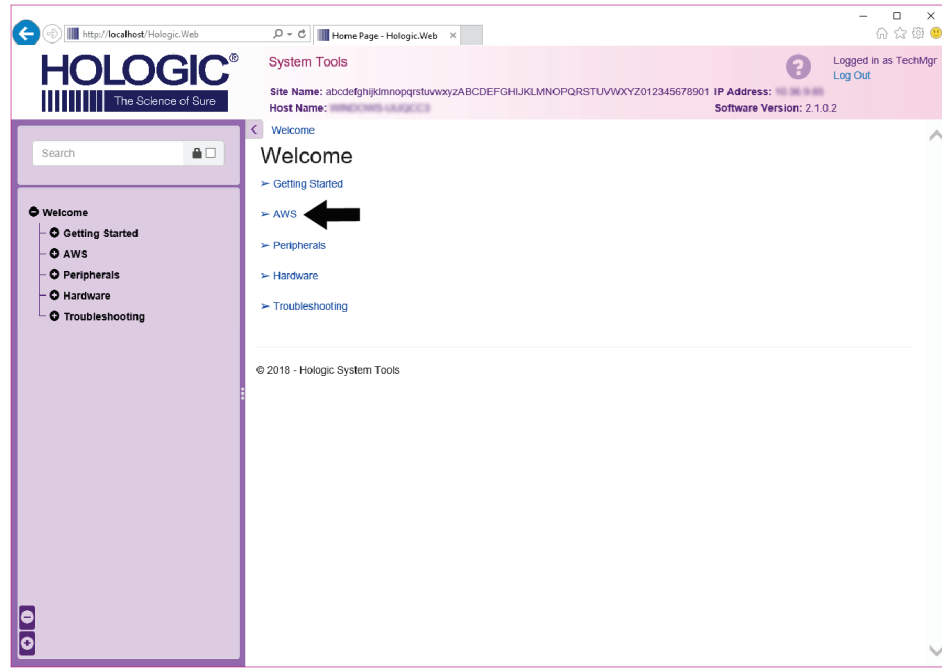 http://localhost/Hologic.Web
Home Page - Hologic.Web
HOLOGIC®
The Science of Sure
System Tools
Logged in as TechMgr
Log Out
Site Name: abcdefghijklmnopqrstuvwxyzABCDEFGHIJKLMNOPQRSTUVWXYZ012345678901 IP Address:
Host Name:
Software Version: 2.1.0.2
Search
Welcome
Getting Started
AWS
Peripherals
Hardware
Troubleshooting
Welcome
Welcome
➢ Getting Started
➢ AWS
➢ Peripherals
➢ Hardware
➢ Troubleshooting
© 2018 - Hologic System Tools